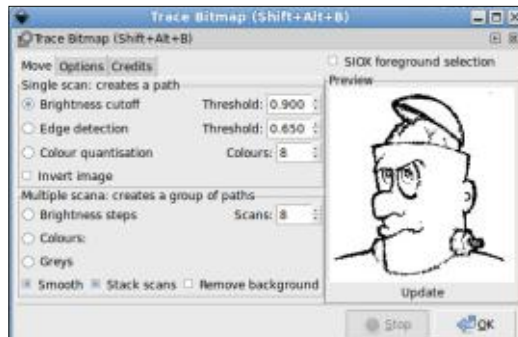 Trace Bitmap (Shift+Alt+B)
Trace Bitmap (Shift+Alt+B)
Move Options Credits
SIOX foreground selection
Single scan: creates a path
Preview
Brightness cutoff Threshold: 0.900
Edge detection Threshold: 0.650
Colour quantisation Colours: 8
Invert image
Multiple scana: creates a group of paths
Brightness steps Scans: 8
Colours:
Greys
Smooth Stack scans Remove background
Update
Stop OK